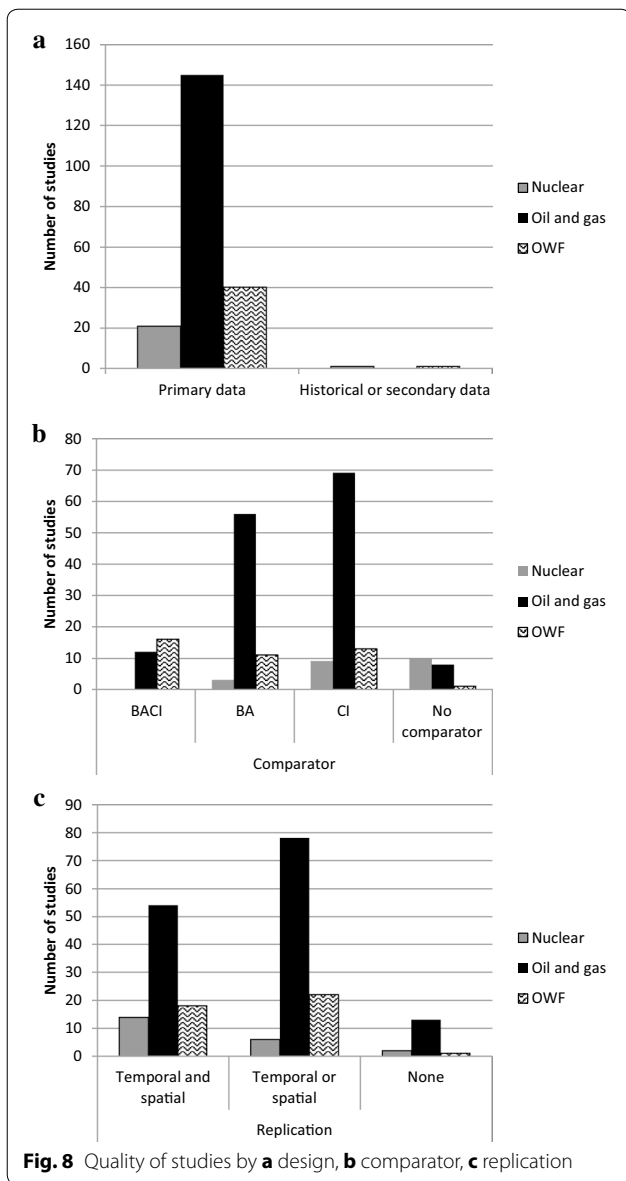 a
160
140
120
100
80
60
40
20
0
Number of studies
Primary data
Historical or secondary data
Nuclear
Oil and gas
OWF
b
80
70
60
50
40
30
20
10
0
Number of studies
BACI
BA
CI
No
comparator
Comparator
Nuclear
Oil and gas
OWF
c
90
80
70
60
50
40
30
20
10
0
Number of studies
Temporal and
spatial
Temporal or
spatial
None
Replication
Nuclear
Oil and gas
OWF
Fig. 8 Quality of studies by a design, b comparator, c replication